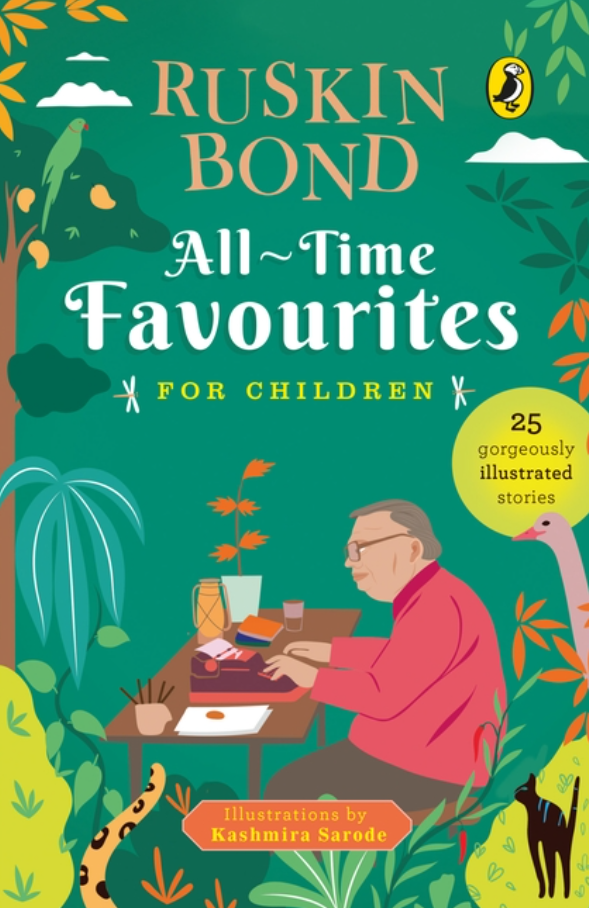 RUSKIN
BOND
All~Time
Favourites
FOR CHILDREN
25
gorgeously
illustrated
stories
Illustrations by
Kashmira Sarode